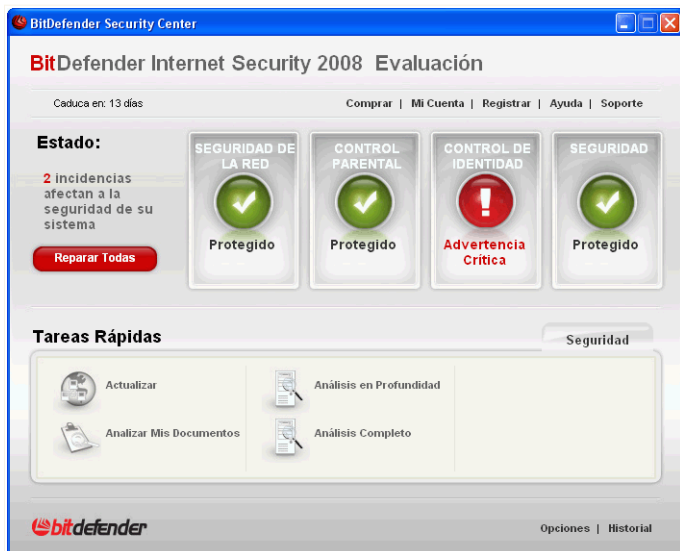 BitDefender Security Center
BitDefender Internet Security 2008 Evaluación
Caduca en: 13 días
Comprar | Mi Cuenta | Registrar | Ayuda | Soporte
Estado:
2 incidencias
afectan a la
seguridad de su
sistema
Reparar Todas
SEGURIDAD DE
LA RED
Protegido
CONTROL
PARENTAL
Protegido
CONTROL DE
IDENTIDAD
Advertencia
Crítica
SEGURIDAD
Protegido
Tareas Rápidas
Seguridad
Actualizar
Análisis en Profundidad
Analizar Mis Documentos
Análisis Completo
bitdefender
Opciones | Historial